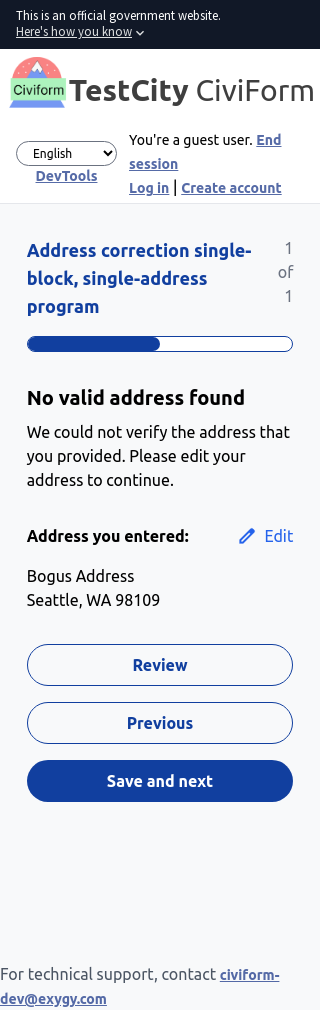 This is an official government website.
Here's how you know
Civiform
TestCity CiviForm
English
DevTools
You're a guest user. End
session
Log in | Create account
Address correction single-
block, single-address
program
1
of
1
No valid address found
We could not verify the address that
you provided. Please edit your
address to continue.
Address you entered:
Edit
Bogus Address
Seattle, WA 98109
Review
Previous
Save and next
For technical support, contact civiform-
dev@exygy.com